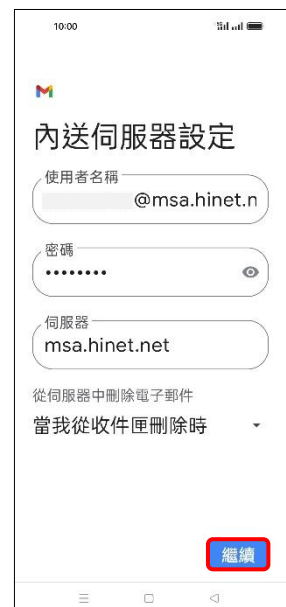 10:00
內送伺服器設定
使用者名稱
@msa.hinet.n
密碼
••••••••
伺服器
msa.hinet.net
從伺服器中刪除電子郵件
當我從收件匣刪除時
繼續